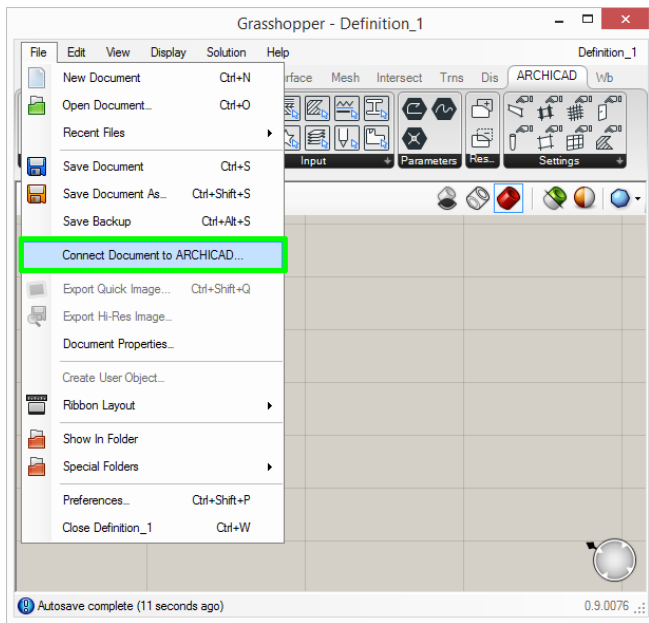 Grasshopper - Definition_1
File Edit View Display Solution Help Definition_1
New Document Ctrl+N
Mesh Intersect Trns Dis ARCHICAD Wb
Open Document... Ctrl+O
Recent Files
Input Parameters Res... Settings
Save Document Ctrl+S
Save Document As... Ctrl+Shift+S
Save Backup Ctrl+Alt+S
Connect Document to ARCHICAD...
Export Quick Image... Ctrl+Shift+Q
Export Hi-Res Image...
Document Properties...
Create User Object...
Ribbon Layout
Show In Folder
Special Folders
Preferences... Ctrl+Shift+P
Close Definition_1 Ctrl+W
Autosave complete (11 seconds ago) 0.9.0076